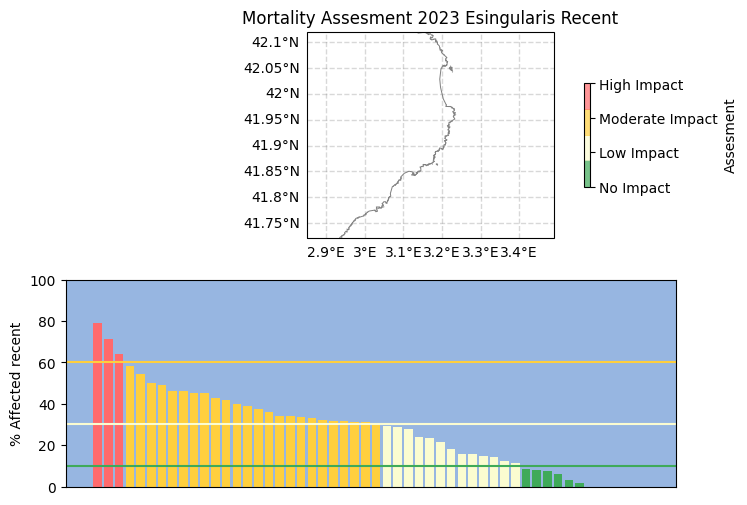 Mortality Assesment 2023 Esingularis Recent
42.1°N
42.05°N
42°N
41.95°N
41.9°N
41.85°N
41.8°N
41.75°N
2.9°E 3°E 3.1°E 3.2°E 3.3°E 3.4°E
High Impact
Moderate Impact
Low Impact
No Impact
Assesment
100
80
60
40
20
0
% Affected recent